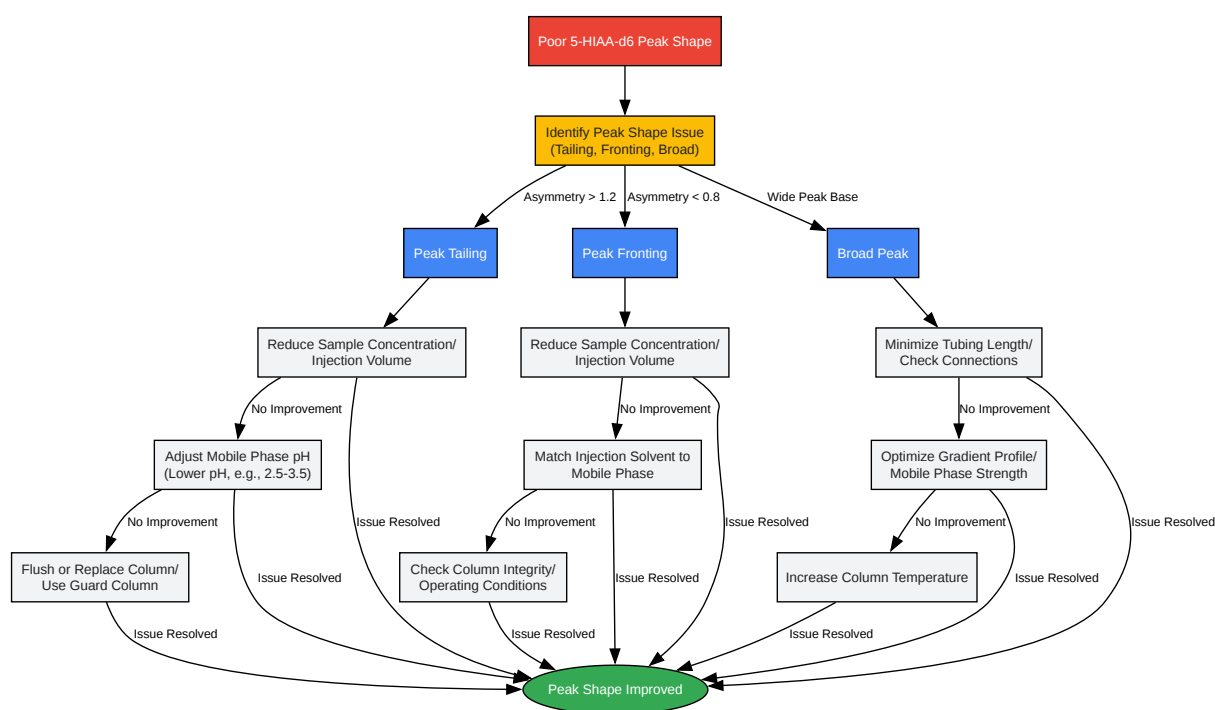 Poor 5-HIAA-d6 Peak Shape
Identify Peak Shape Issue
(Tailing, Fronting, Broad)
Asymmetry > 1.2
Asymmetry < 0.8
Wide Peak Base
Peak Tailing
Peak Fronting
Broad Peak
Reduce Sample Concentration/
Injection Volume
Reduce Sample Concentration/
Injection Volume
Minimize Tubing Length/
Check Connections
No Improvement
No Improvement
No Improvement
Adjust Mobile Phase pH
(Lower pH, e.g., 2.5-3.5)
Match Injection Solvent to
Mobile Phase
Optimize Gradient Profile/
Mobile Phase Strength
No Improvement
Issue Resolved
No Improvement
Issue Resolved
No Improvement
Issue Resolved
Flush or Replace Column/
Use Guard Column
Issue Resolved
Check Column Integrity/
Operating Conditions
Issue Resolved
Increase Column Temperature
Issue Resolved
Issue Resolved
Issue Resolved
Issue Resolved
Peak Shape Improved